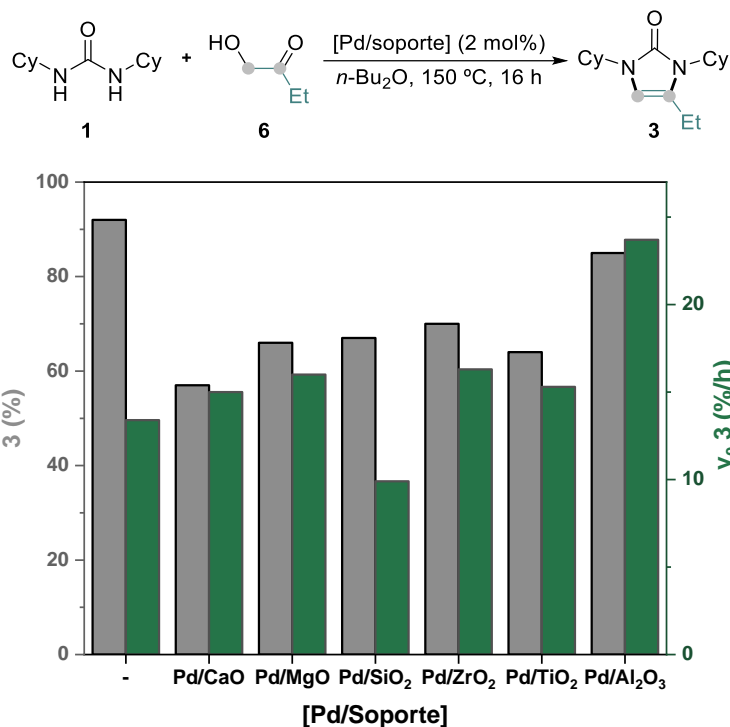 O
Cy N N Cy
H H
1
+
HO O
Et
6
[Pd/soporte] (2 mol%)
n-Bu₂O, 150 ºC, 16 h
3
O
Cy N N Cy
Et
3
100
80
60
40
20
0
3 (%)
20
10
0
v₀ 3 (%/h)
- Pd/CaO Pd/MgO Pd/SiO₂ Pd/ZrO₂ Pd/TiO₂ Pd/Al₂O₃
[Pd/Soporte]